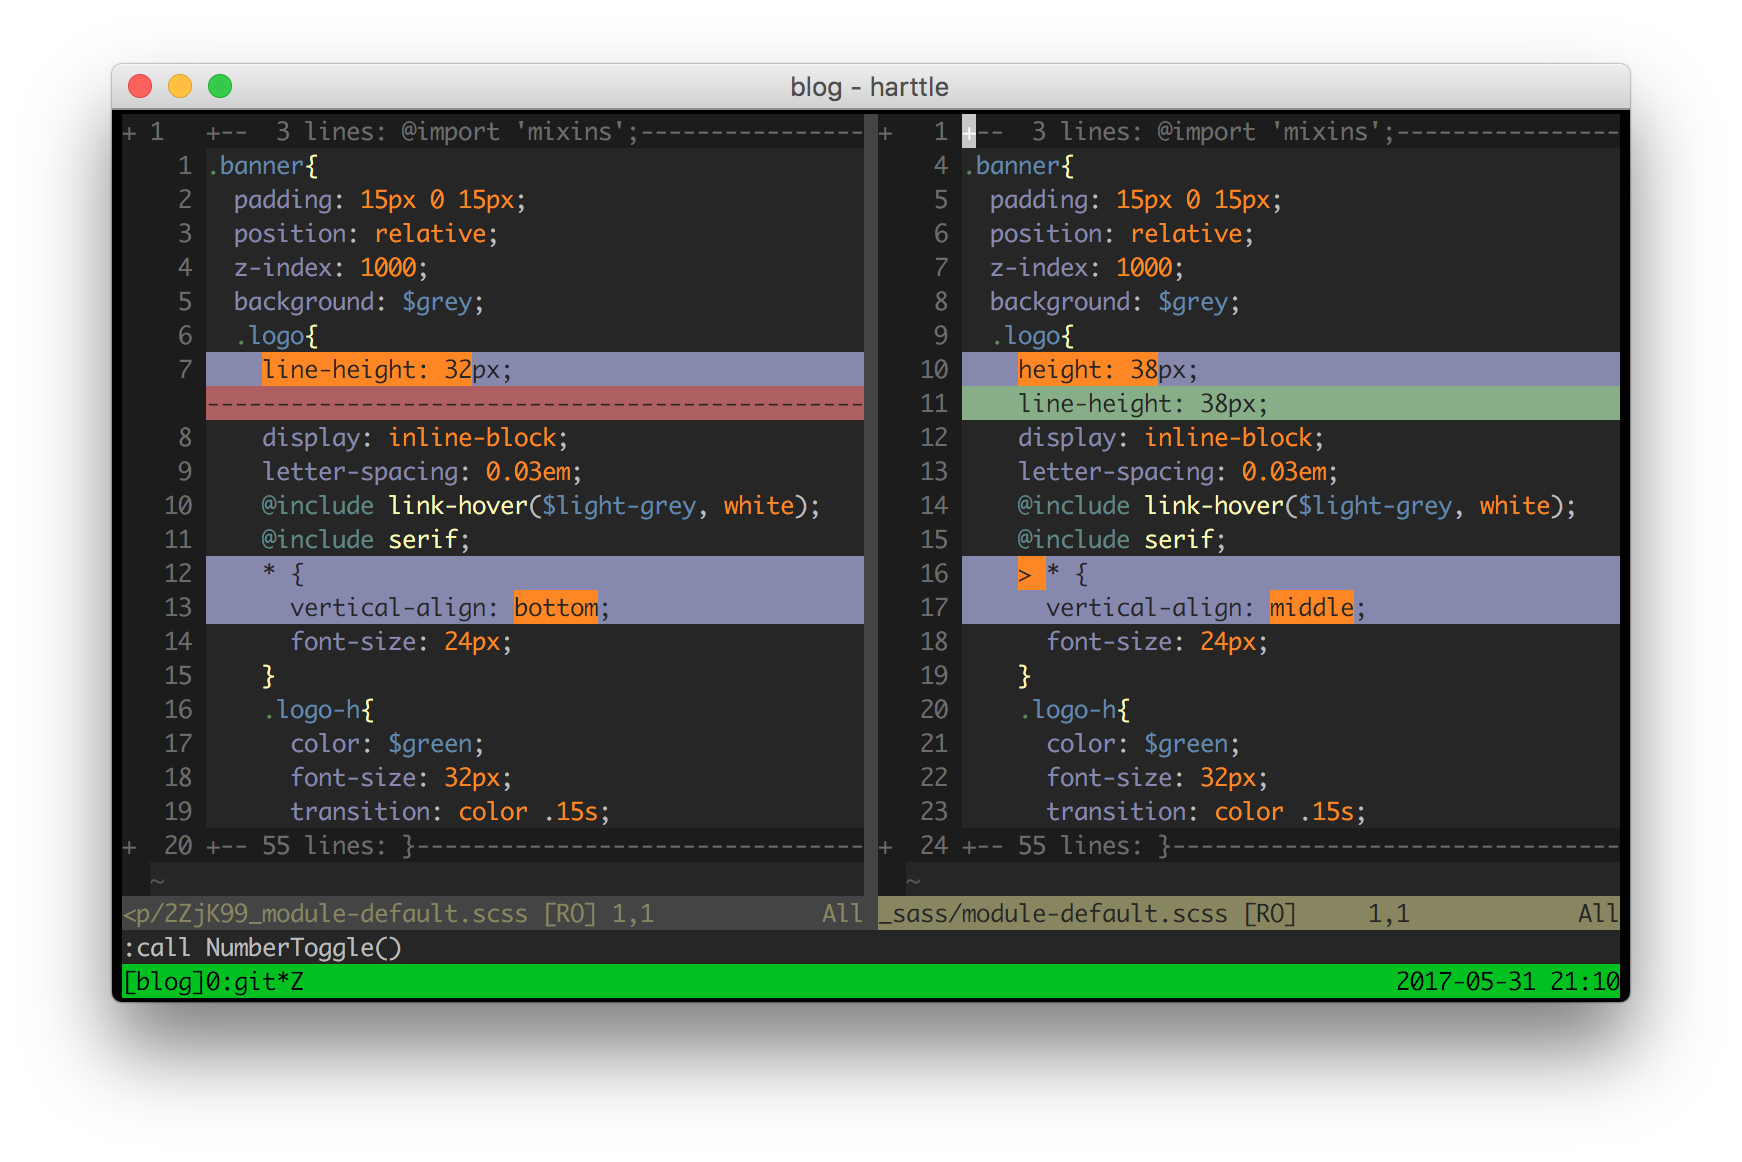 blog - harttle
+ 1   +--  3 lines: @import 'mixins';----------------
1 .banner{
2   padding: 15px 0 15px;
3   position: relative;
4   z-index: 1000;
5   background: $grey;
6   .logo{
7     line-height: 32px;
-----------------------------------------------
8     display: inline-block;
9     letter-spacing: 0.03em;
10     @include link-hover($light-grey, white);
11     @include serif;
12     * {
13       vertical-align: bottom;
14       font-size: 24px;
15     }
16     .logo-h{
17       color: $green;
18       font-size: 32px;
19       transition: color .15s;
+  20 +-- 55 lines: }--------------------------------
~
<p/2ZjK99_module-default.scss [RO] 1,1            All
+   1 +--  3 lines: @import 'mixins';----------------
4 .banner{
5   padding: 15px 0 15px;
6   position: relative;
7   z-index: 1000;
8   background: $grey;
9   .logo{
10     height: 38px;
11     line-height: 38px;
12     display: inline-block;
13     letter-spacing: 0.03em;
14     @include link-hover($light-grey, white);
15     @include serif;
16     > * {
17       vertical-align: middle;
18       font-size: 24px;
19     }
20     .logo-h{
21       color: $green;
22       font-size: 32px;
23       transition: color .15s;
+  24 +-- 55 lines: }--------------------------------
~
_sass/module-default.scss [RO]     1,1            All
:call NumberToggle()
[blog]0:git*Z 2017-05-31 21:10